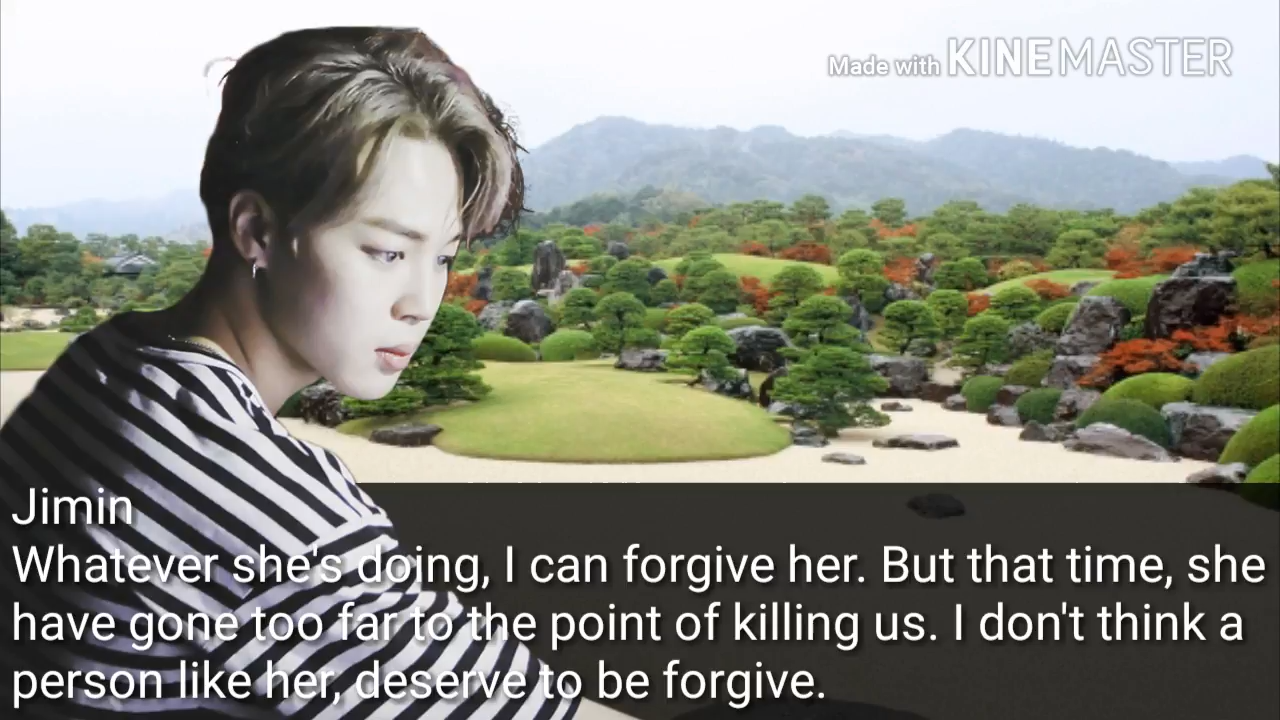 Made with KINEMASTER
Jimin
Whatever she's doing, I can forgive her. But that time, she
have gone too far to the point of killing us. I don't think a
person like her, deserve to be forgive.